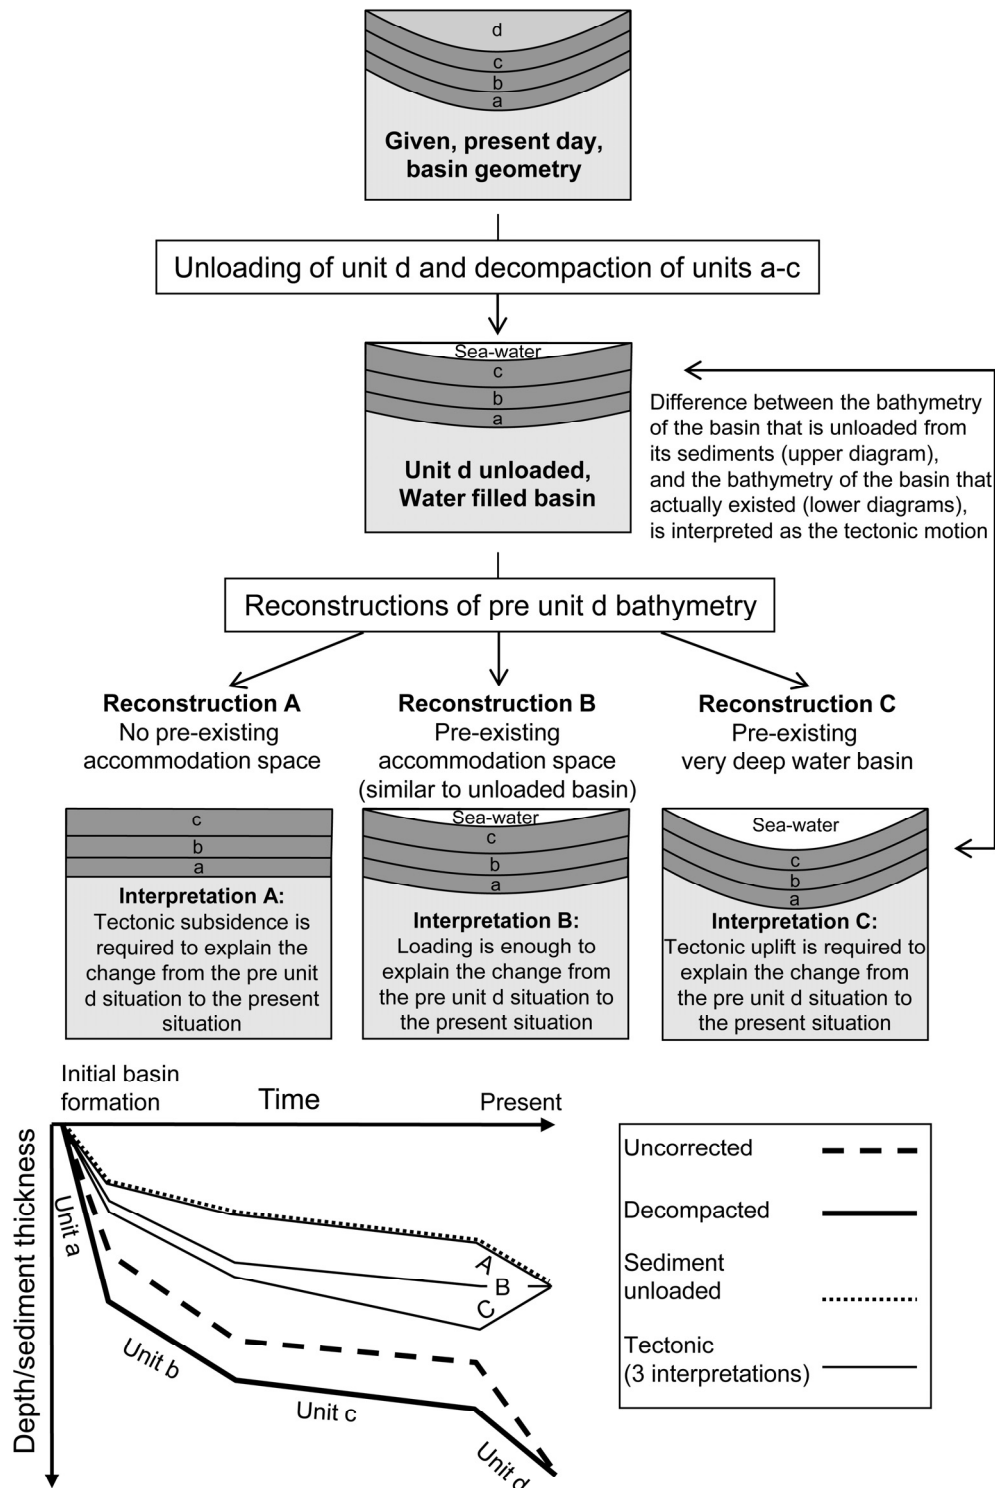 d
c
b
a
Given, present day,
basin geometry
Unloading of unit d and decompaction of units a-c
Sea-water
c
b
a
Unit d unloaded,
Water filled basin
Difference between the bathymetry
of the basin that is unloaded from
its sediments (upper diagram),
and the bathymetry of the basin that
actually existed (lower diagrams),
is interpreted as the tectonic motion
Reconstructions of pre unit d bathymetry
Reconstruction A
No pre-existing
accommodation space
c
b
a
Interpretation A:
Tectonic subsidence is
required to explain the
change from the pre unit
d situation to the present
situation
Reconstruction B
Pre-existing
accommodation space
(similar to unloaded basin)
Sea-water
c
b
a
Interpretation B:
Loading is enough to
explain the change from
the pre unit d situation to
the present situation
Reconstruction C
Pre-existing
very deep water basin
Sea-water
c
b
a
Interpretation C:
Tectonic uplift is required to
explain the change from
the pre unit d situation to
the present situation
Initial basin
formation
Time
Present
Depth/sediment thickness
Unit a
Unit b
Unit c
Unit d
A
B
C
Uncorrected
Decompacted
Sediment
unloaded
Tectonic
(3 interpretations)